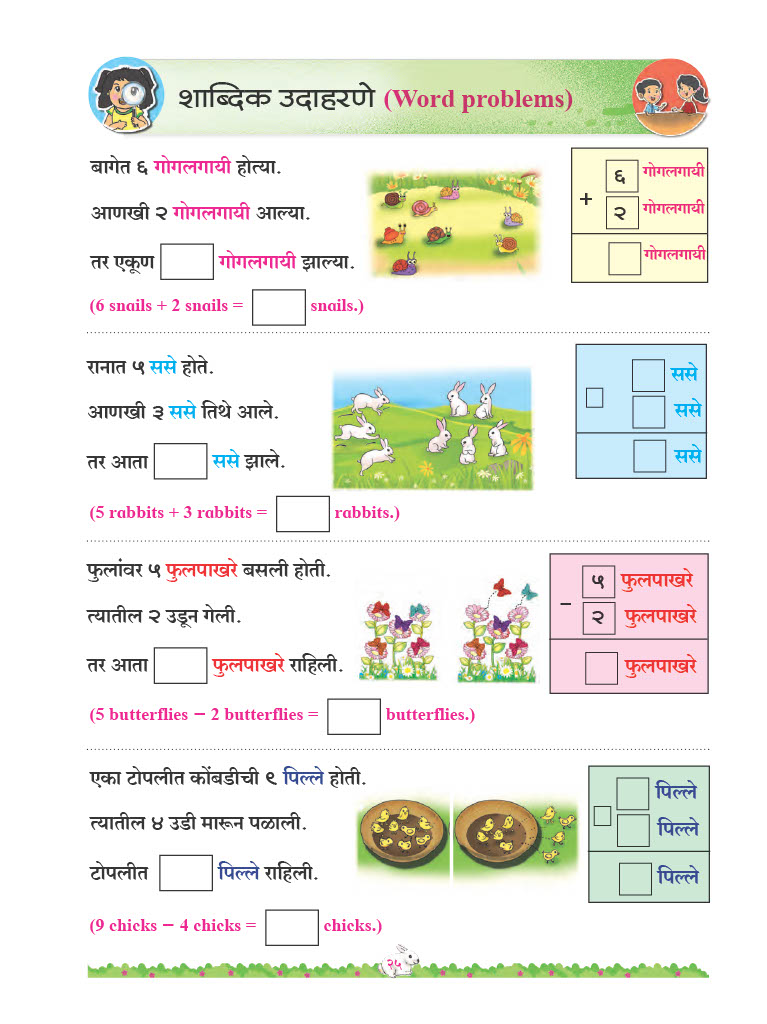 शाब्दिक उदाहरणे (Word problems)
बागेत ६ गोगलगायी होत्या.
आणखी २ गोगलगायी आल्या.
तर एकूण गोगलगायी झाल्या.
(6 snails + 2 snails = snails.)
६ गोगलगायी
+
२ गोगलगायी
गोगलगायी
रानात ५ ससे होते.
आणखी ३ ससे तिथे आले.
तर आता ससे झाले.
(5 rabbits + 3 rabbits = rabbits.)
ससे
ससे
ससे
फुलांवर ५ फुलपाखरे बसली होती.
त्यातील २ उडून गेली.
तर आता फुलपाखरे राहिली.
(5 butterflies − 2 butterflies = butterflies.)
५ फुलपाखरे
−
२ फुलपाखरे
फुलपाखरे
एका टोपलीत कोंबडीची ९ पिल्ले होती.
त्यातील ४ उडी मारून पळाली.
टोपलीत पिल्ले राहिली.
(9 chicks − 4 chicks = chicks.)
पिल्ले
पिल्ले
पिल्ले
२५